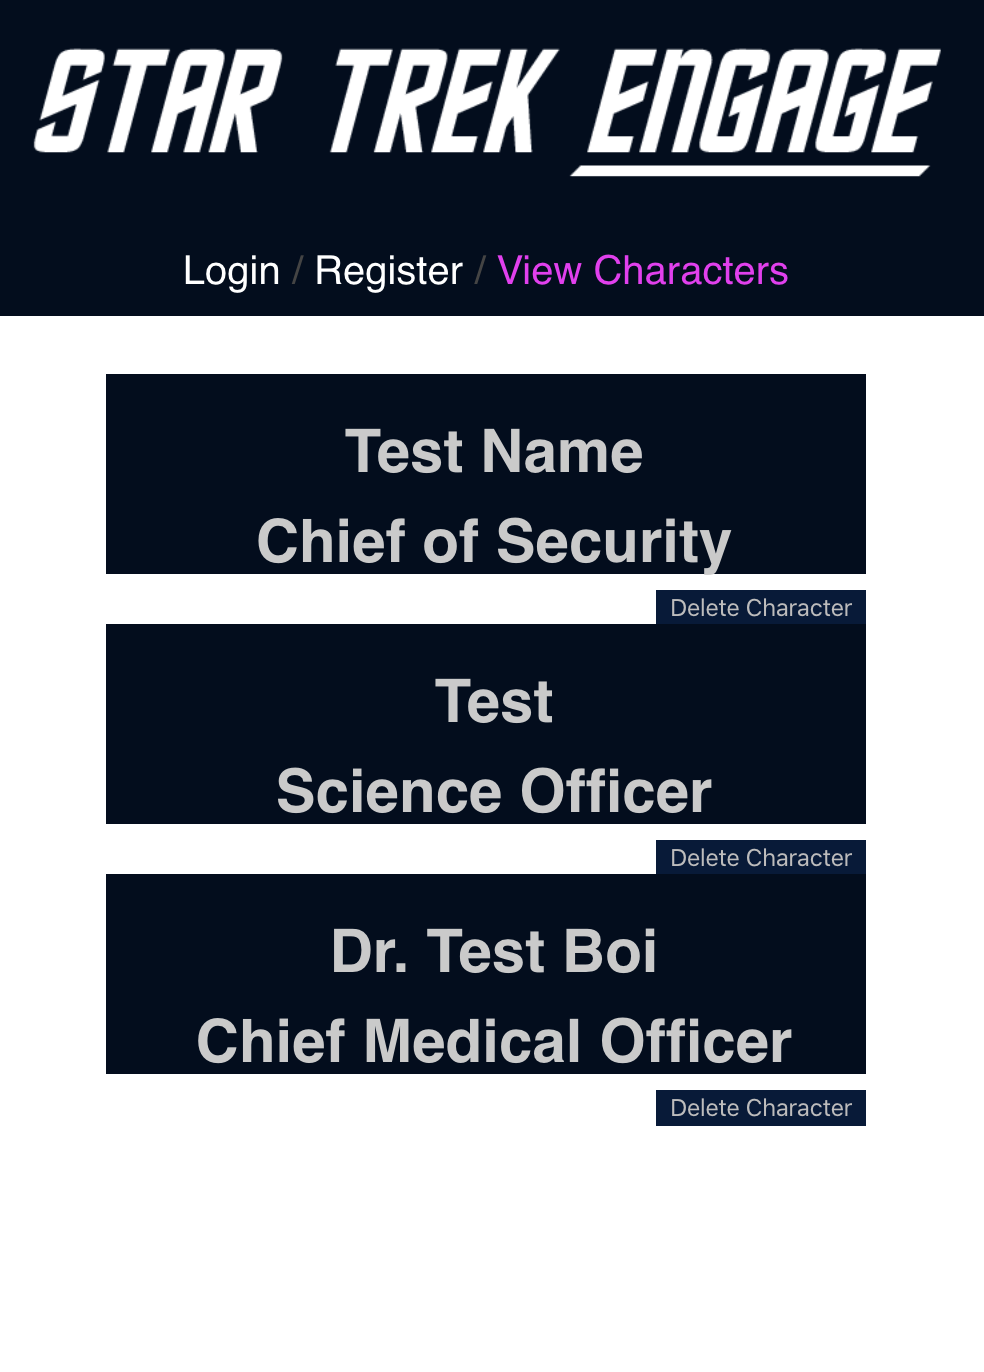 STAR TREK ENGAGE
Login / Register / View Characters
Test Name
Chief of Security
Delete Character
Test
Science Officer
Delete Character
Dr. Test Boi
Chief Medical Officer
Delete Character